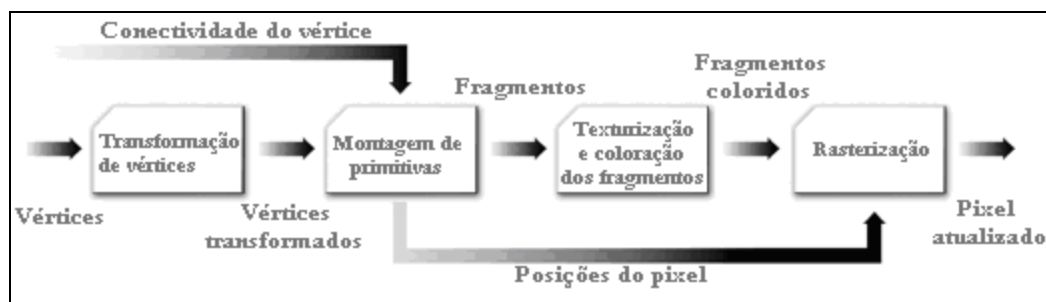 Conectividade do vértice
Fragmentos
Fragmentos
coloridos
Transformação
de vértices
Montagem de
primitivas
Texturização
e coloração
dos fragmentos
Rasterização
Vértices
Vértices
transformados
Pixel
atualizado
Posições do pixel